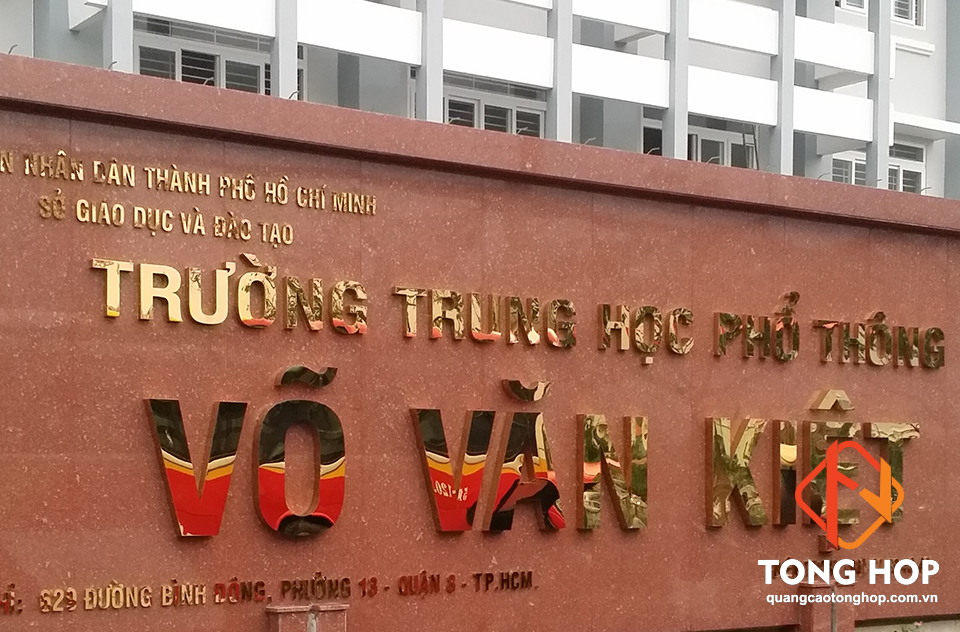 N NHÂN DÂN THÀNH PHỐ HỒ CHÍ MINH
SỞ GIÁO DỤC VÀ ĐÀO TẠO
TRƯỜNG TRUNG HỌC PHỔ THÔNG
VÕ VĂN KIỆT
629 ĐƯỜNG BÌNH ĐÔNG, PHƯỜNG 13 - QUẬN 8 - TP.HCM.
TONG HOP
quangcaotonghop.com.vn